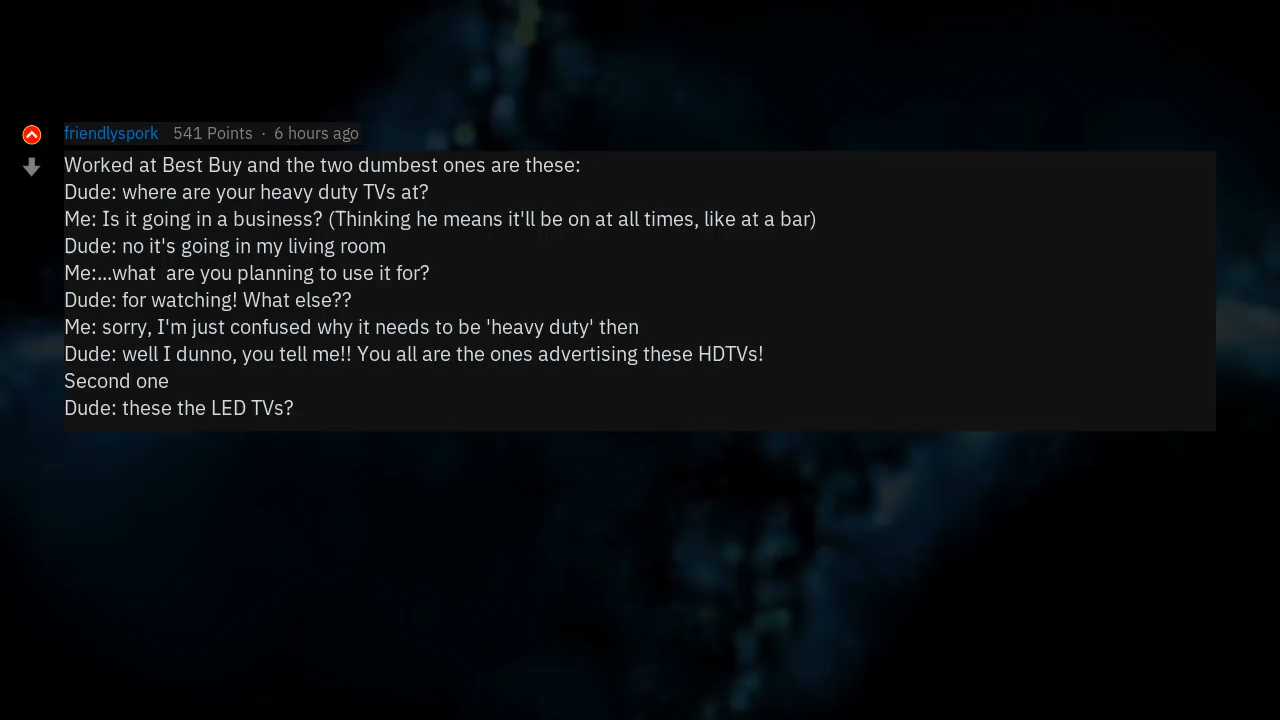 friendlyspork 541 Points · 6 hours ago
Worked at Best Buy and the two dumbest ones are these:
Dude: where are your heavy duty TVs at?
Me: Is it going in a business? (Thinking he means it'll be on at all times, like at a bar)
Dude: no it's going in my living room
Me:...what  are you planning to use it for?
Dude: for watching! What else??
Me: sorry, I'm just confused why it needs to be 'heavy duty' then
Dude: well I dunno, you tell me!! You all are the ones advertising these HDTVs!
Second one
Dude: these the LED TVs?